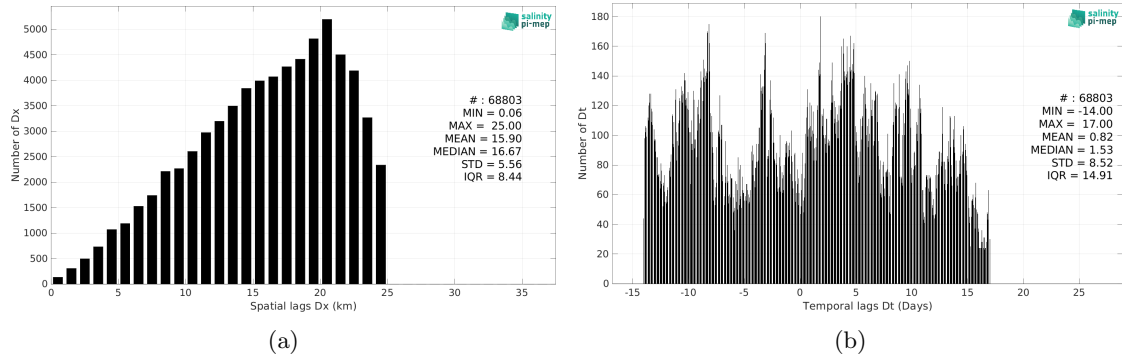 salinity
pi-mep
5000
4500
4000
3500
3000
2500
2000
1500
1000
500
0
Number of Dx
# : 68803
MIN = 0.06
MAX = 25.00
MEAN = 15.90
MEDIAN = 16.67
STD = 5.56
IQR = 8.44
0 5 10 15 20 25 30 35
Spatial lags Dx (km)
(a)
salinity
pi-mep
180
160
140
120
100
80
60
40
20
0
Number of Dt
# : 68803
MIN = -14.00
MAX = 17.00
MEAN = 0.82
MEDIAN = 1.53
STD = 8.52
IQR = 14.91
-15 -10 -5 0 5 10 15 20 25
Temporal lags Dt (Days)
(b)